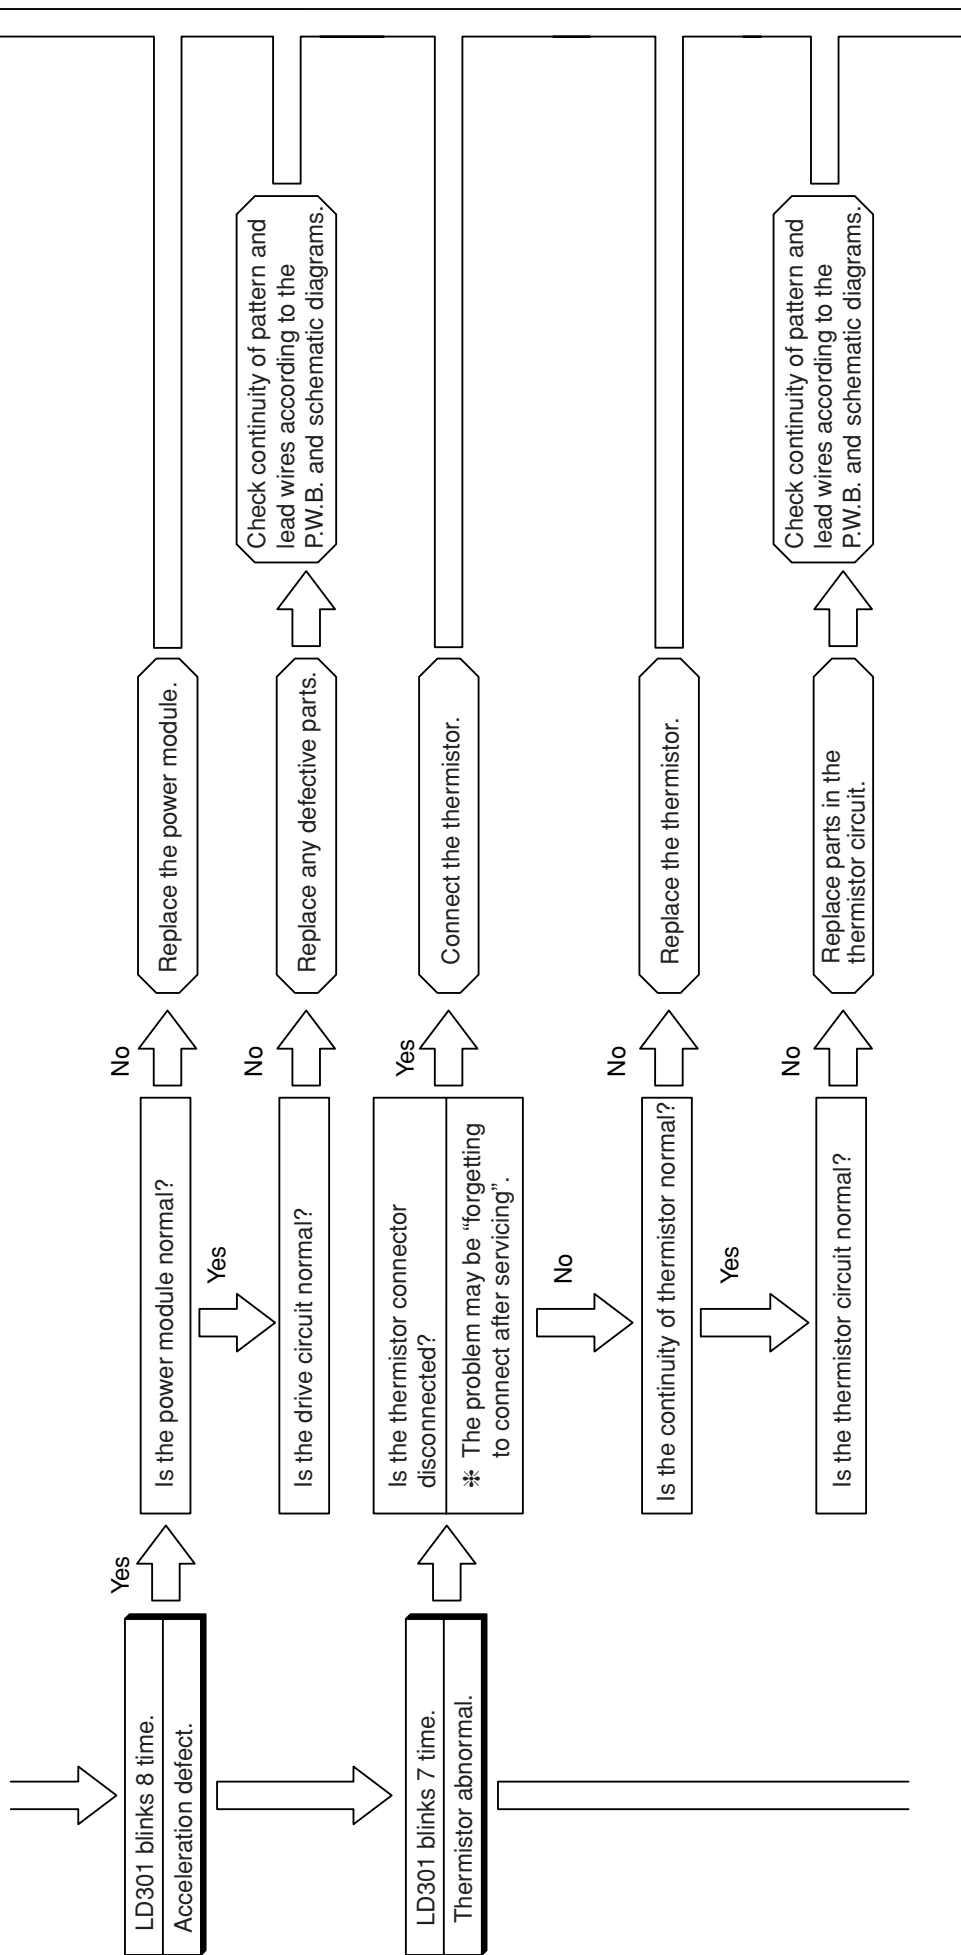 LD301 blinks 8 time.
Acceleration defect.
Yes
Is the power module normal?
No
Replace the power module.
Yes
Is the drive circuit normal?
No
Replace any defective parts.
Check continuity of pattern and
lead wires according to the
P.W.B. and schematic diagrams.
LD301 blinks 7 time.
Thermistor abnormal.
Is the thermistor connector
disconnected?
❇ The problem may be “forgetting
to connect after servicing”.
Yes
Connect the thermistor.
No
Is the continuity of thermistor normal?
No
Replace the thermistor.
Yes
Is the thermistor circuit normal?
No
Replace parts in the
thermistor circuit.
Check continuity of pattern and
lead wires according to the
P.W.B. and schematic diagrams.